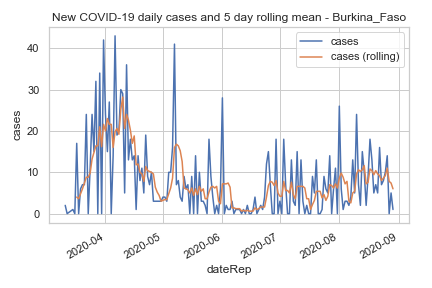 New COVID-19 daily cases and 5 day rolling mean - Burkina_Faso
cases
cases (rolling)
40
30
20
10
0
cases
2020-04
2020-05
2020-06
2020-07
2020-08
2020-09
dateRep